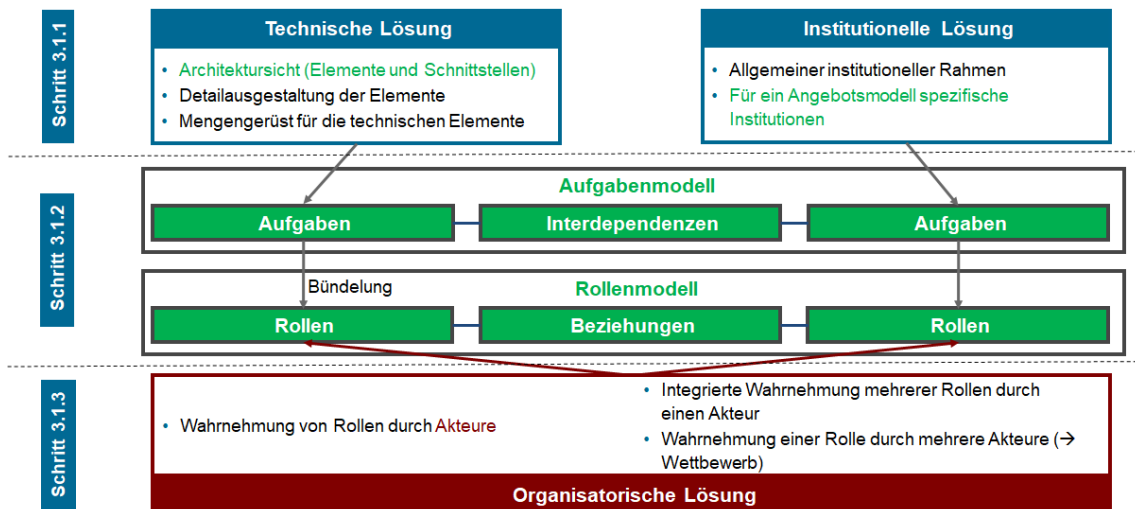 Schritt 3.1.1
Technische Lösung
• Architektursicht (Elemente und Schnittstellen)
• Detailausgestaltung der Elemente
• Mengengerüst für die technischen Elemente
Institutionelle Lösung
• Allgemeiner institutioneller Rahmen
• Für ein Angebotsmodell spezifische
Institutionen
Schritt 3.1.2
Aufgabenmodell
Aufgaben
Interdependenzen
Aufgaben
Bündelung
Rollenmodell
Rollen
Beziehungen
Rollen
Schritt 3.1.3
• Wahrnehmung von Rollen durch Akteure
• Integrierte Wahrnehmung mehrerer Rollen durch
einen Akteur
• Wahrnehmung einer Rolle durch mehrere Akteure (→
Wettbewerb)
Organisatorische Lösung